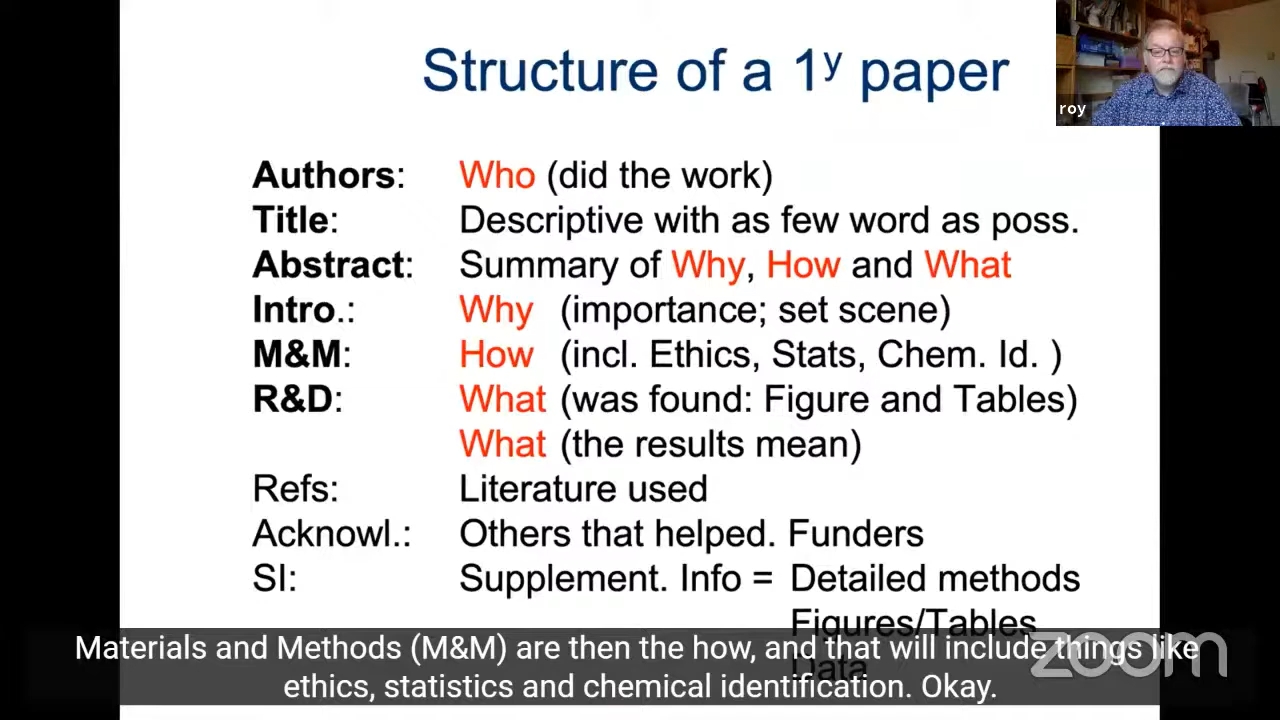 Structure of a 1y paper
roy
Authors: Who (did the work)
Title: Descriptive with as few word as poss.
Abstract: Summary of Why, How and What
Intro.: Why (importance; set scene)
M&M: How (incl. Ethics, Stats, Chem. Id. )
R&D: What (was found: Figure and Tables)
What (the results mean)
Refs: Literature used
Acknowl.: Others that helped. Funders
SI: Supplement. Info = Detailed methods
Figures/Tables
Data
Materials and Methods (M&M) are then the how, and that will include things like
ethics, statistics and chemical identification. Okay.
zoom